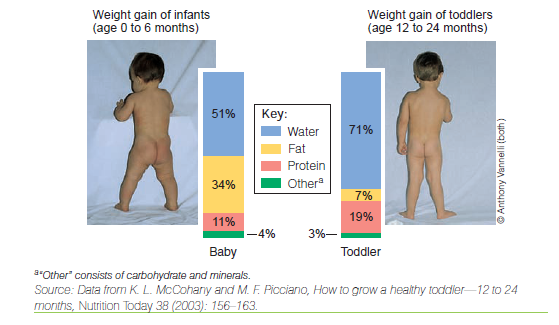 Weight gain of infants
(age 0 to 6 months)
Weight gain of toddlers
(age 12 to 24 months)
51%
34%
11%
4%
Baby
Key:
Water
Fat
Protein
Otherᵃ
71%
7%
19%
3%
Toddler
© Anthony Vannelli (both)
ᵃ“Other” consists of carbohydrate and minerals.
Source: Data from K. L. McCohany and M. F. Picciano, How to grow a healthy toddler—12 to 24
months, Nutrition Today 38 (2003): 156–163.